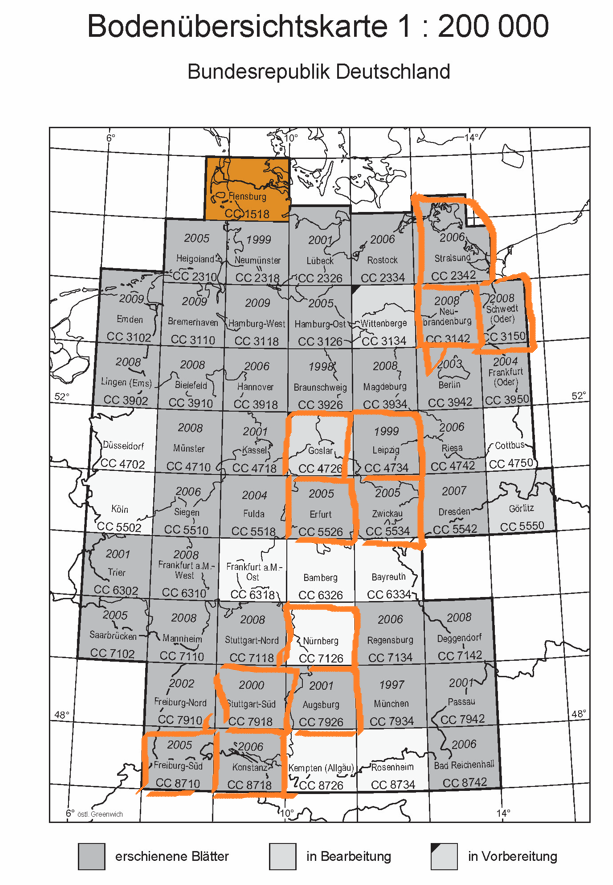 Bodenübersichtskarte 1 : 200 000
Bundesrepublik Deutschland
6°
10°
14°
Flensburg
CC 1518
2005
Helgoland
CC 2310
1999
Neumünster
CC 2318
2001
Lübeck
CC 2326
2006
Rostock
CC 2334
2006
Stralsund
CC 2342
2009
Emden
CC 3102
2009
Bremerhaven
CC 3110
2009
Hamburg-West
CC 3118
2005
Hamburg-Ost
CC 3126
Wittenberge
CC 3134
2008
Neu-
brandenburg
CC 3142
2008
Schwedt
(Oder)
CC 3150
2008
Lingen (Ems)
CC 3902
2008
Bielefeld
CC 3910
2006
Hannover
CC 3918
1998
Braunschweig
CC 3926
2008
Magdeburg
CC 3934
2003
Berlin
CC 3942
2004
Frankfurt
(Oder)
CC 3950
52°
52°
Düsseldorf
CC 4702
2008
Münster
CC 4710
2001
Kassel
CC 4718
Goslar
CC 4726
1999
Leipzig
CC 4734
2006
Riesa
CC 4742
Cottbus
CC 4750
Köln
CC 5502
2006
Siegen
CC 5510
2004
Fulda
CC 5518
2005
Erfurt
CC 5526
2005
Zwickau
CC 5534
2007
Dresden
CC 5542
Görlitz
CC 5550
2001
Trier
CC 6302
2008
Frankfurt a.M.-
West
CC 6310
Frankfurt a.M.-
Ost
CC 6318
Bamberg
CC 6326
Bayreuth
CC 6334
2005
Saarbrücken
CC 7102
2008
Mannheim
CC 7110
2008
Stuttgart-Nord
CC 7118
Nürnberg
CC 7126
2006
Regensburg
CC 7134
2008
Deggendorf
CC 7142
2002
Freiburg-Nord
CC 7910
2000
Stuttgart-Süd
CC 7918
2001
Augsburg
CC 7926
1997
München
CC 7934
2001
Passau
CC 7942
48°
48°
2005
Freiburg-Süd
CC 8710
2006
Konstanz
CC 8718
Kempten (Allgäu)
CC 8726
Rosenheim
CC 8734
2006
Bad Reichenhall
CC 8742
6°
östl. Greenwich
10°
14°
erschienene Blätter
in Bearbeitung
in Vorbereitung